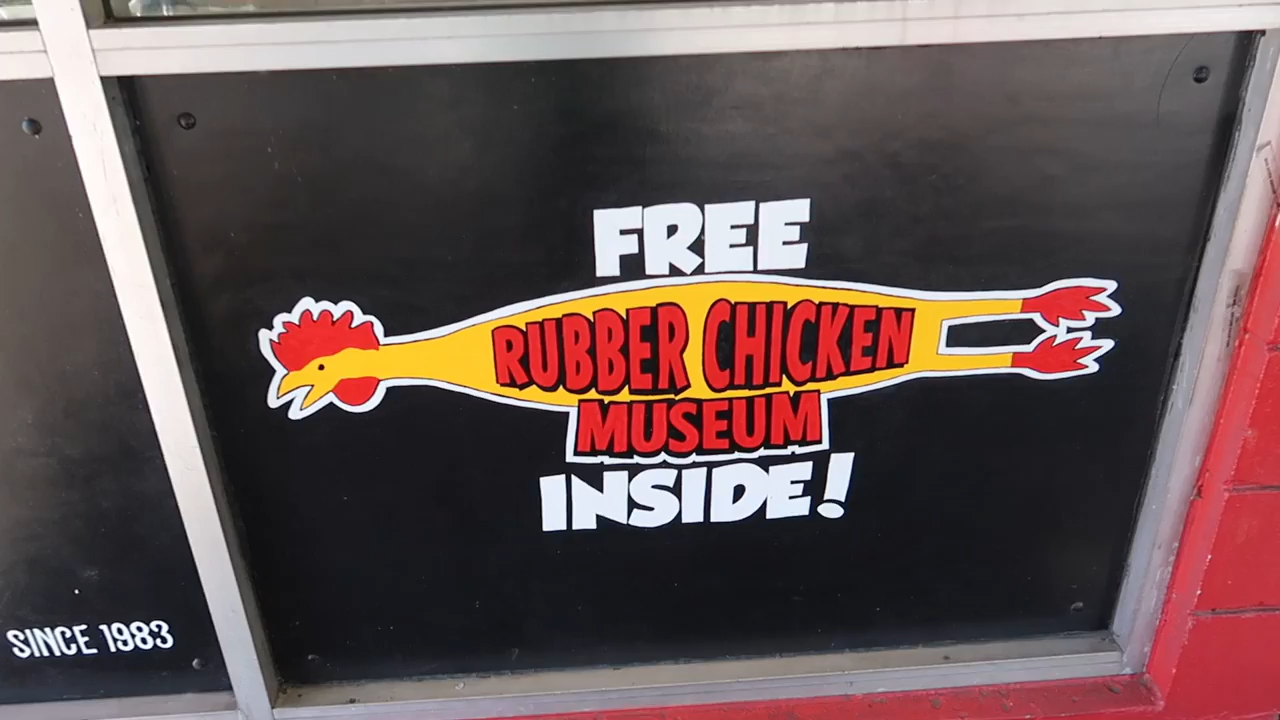 FREE
RUBBER CHICKEN
MUSEUM
INSIDE!
SINCE 1983